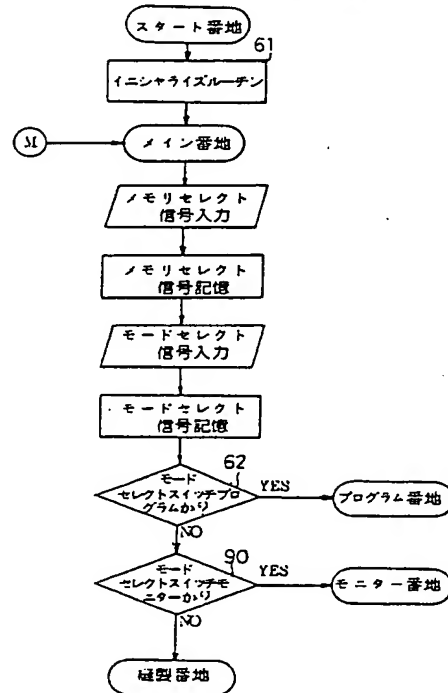 スタート番地
61
イニシャライズルーチン
M
メイン番地
メモリセレクト
信号入力
メモリセレクト
信号記憶
モードセレクト
信号入力
モードセレクト
信号記憶
62
モード
セレクトスイッチプロ
グラムかり
YES
プログラム番地
NO
90
モード
セレクトスイッチモ
ニターかり
YES
モニター番地
NO
縫製番地